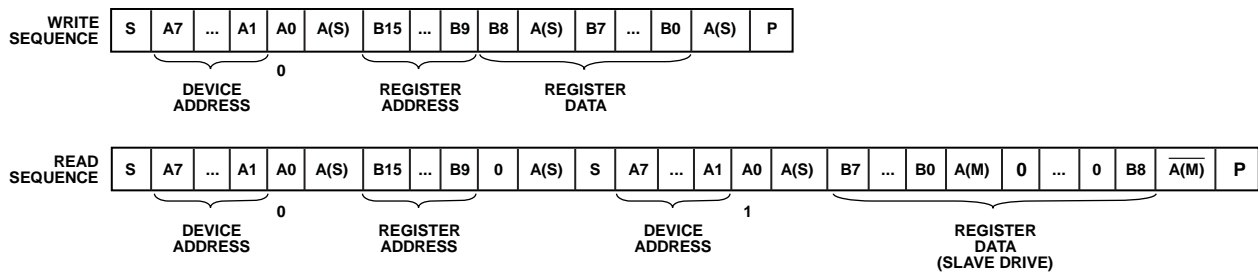 WRITE
SEQUENCE
S A7 ... A1 A0 A(S) B15 ... B9 B8 A(S) B7 ... B0 A(S) P
0
DEVICE
ADDRESS
REGISTER
ADDRESS
REGISTER
DATA
READ
SEQUENCE
S A7 ... A1 A0 A(S) B15 ... B9 0 A(S) S A7 ... A1 A0 A(S) B7 ... B0 A(M) 0 ... 0 B8 A(M) P
0 1
DEVICE
ADDRESS
REGISTER
ADDRESS
DEVICE
ADDRESS
REGISTER
DATA
(SLAVE DRIVE)